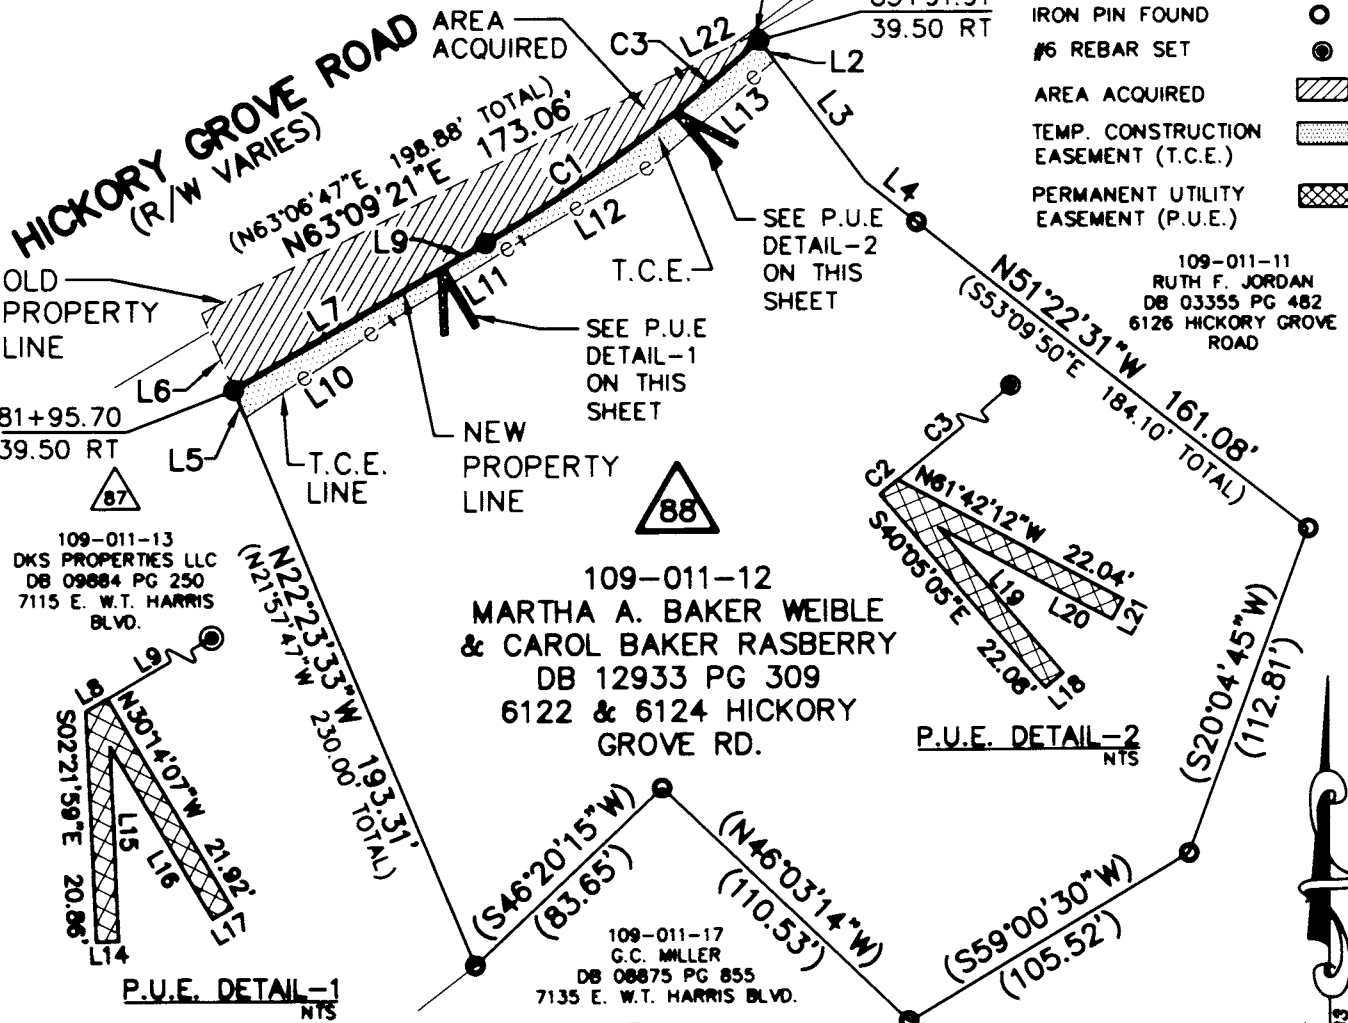 HICKORY GROVE ROAD
(R/W VARIES)
AREA
ACQUIRED
C3
L22
39.50 RT
L2
L3
L4
L13
IRON PIN FOUND
#6 REBAR SET
AREA ACQUIRED
TEMP. CONSTRUCTION
EASEMENT (T.C.E.)
PERMANENT UTILITY
EASEMENT (P.U.E.)
(N63°06'47"E 198.88' TOTAL)
N63°09'21"E 173.06'
C1
L9
L12
L11
L7
L10
e
e
e
e
e
OLD
PROPERTY
LINE
L6
81+95.70
39.50 RT
L5
T.C.E.
LINE
NEW
PROPERTY
LINE
SEE P.U.E
DETAIL-1
ON THIS
SHEET
T.C.E.
SEE P.U.E
DETAIL-2
ON THIS
SHEET
109-011-11
RUTH F. JORDAN
DB 03355 PG 482
6126 HICKORY GROVE
ROAD
N51°22'31"W 161.08'
(S53°09'50"E 184.10' TOTAL)
87
109-011-13
DKS PROPERTIES LLC
DB 09884 PG 250
7115 E. W.T. HARRIS
BLVD.
88
109-011-12
MARTHA A. BAKER WEIBLE
& CAROL BAKER RASBERRY
DB 12933 PG 309
6122 & 6124 HICKORY
GROVE RD.
N22°23'33"W 193.31'
(N21°57'47"W 230.00' TOTAL)
C3
C2
N61°42'12"W 22.04'
S40°05'05"E 22.06'
L19
L20
L21
L18
P.U.E. DETAIL-2
NTS
L9
L8
N30°14'07"W 21.92'
S02°21'59"E 20.86'
L15
L16
L17
L14
P.U.E. DETAIL-1
NTS
(S20°04'45"W)
(112.81')
(S46°20'15"W)
(83.65')
(N46°03'14"W)
(110.53')
(S59°00'30"W)
(105.52')
109-011-17
G.C. MILLER
DB 08875 PG 855
7135 E. W.T. HARRIS BLVD.